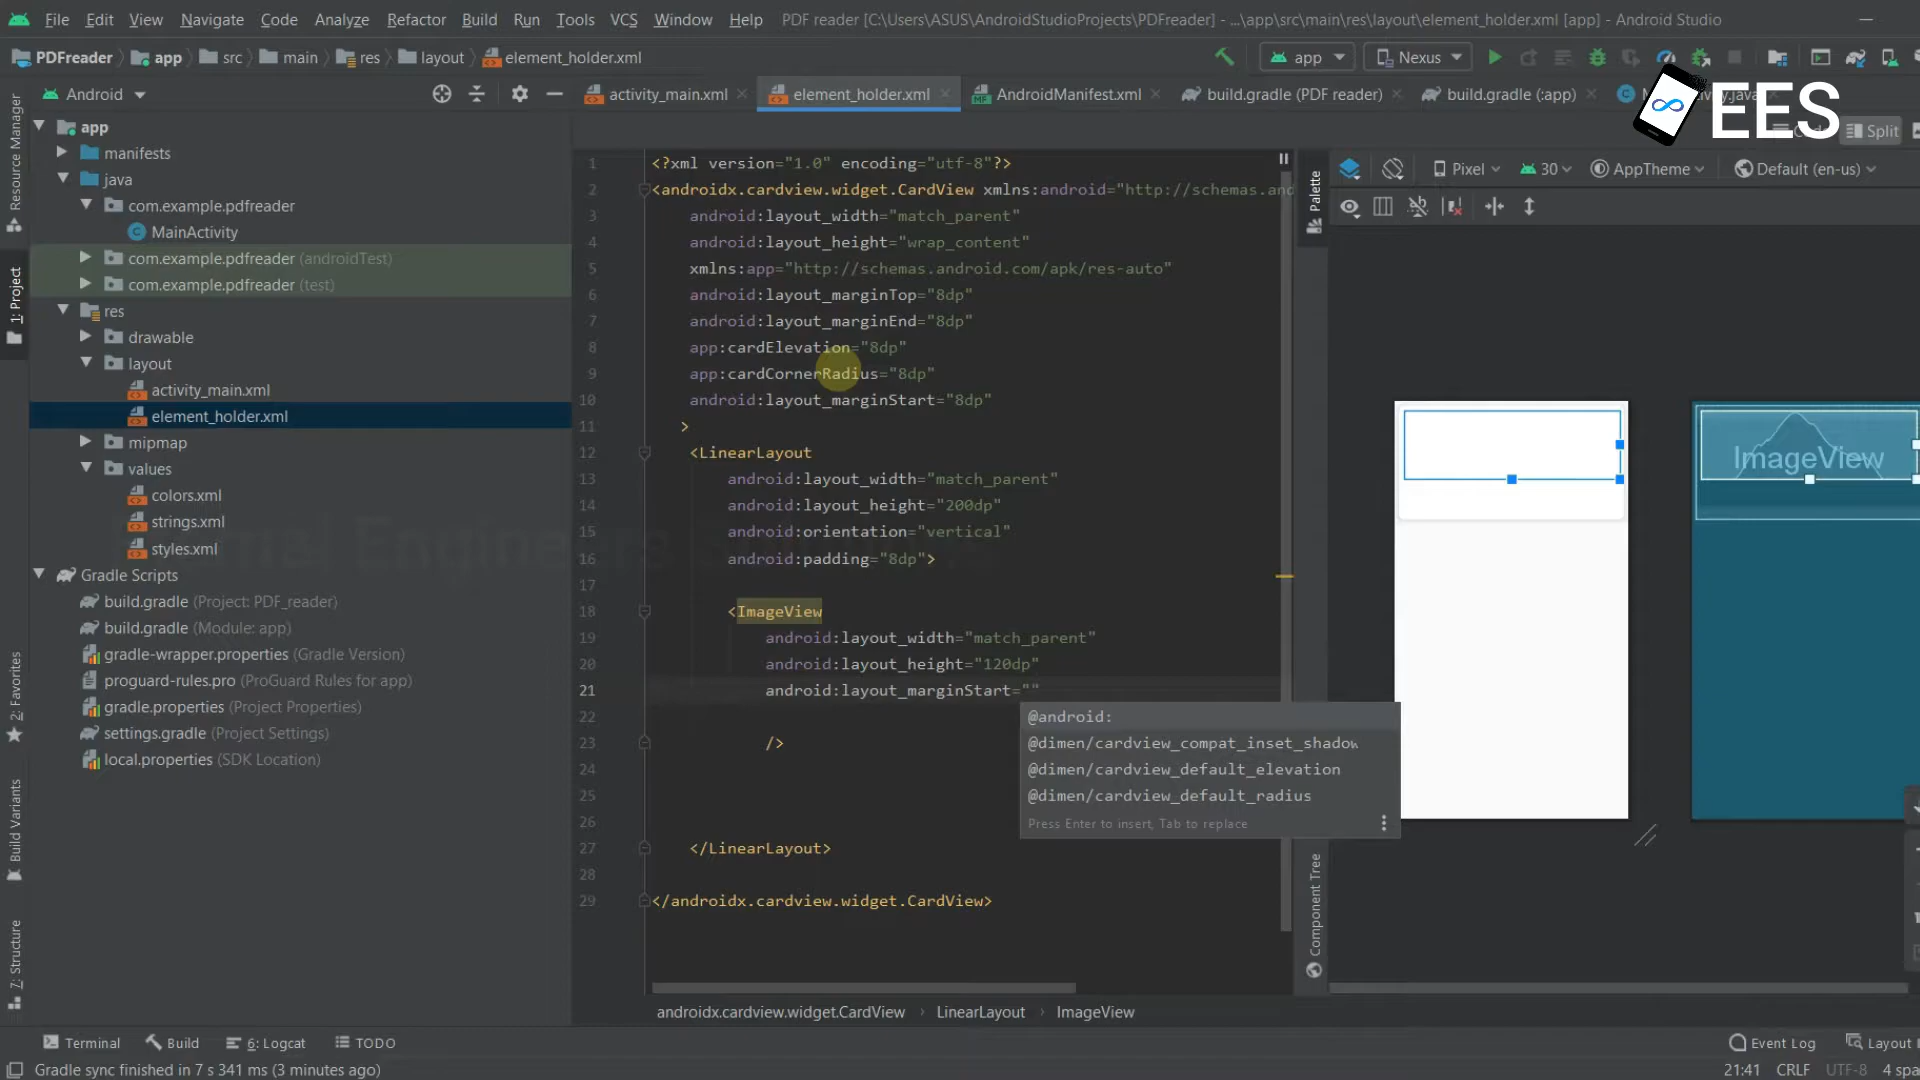 File Edit View Navigate Code Analyze Refactor Build Run Tools VCS Window Help PDF reader [C:\Users\ASUS\AndroidStudioProjects\PDFreader] - ...\app\src\main\res\layout\element_holder.xml [app] - Android Studio
PDFreader app src main res layout element_holder.xml app Nexus
Android activity_main.xml element_holder.xml AndroidManifest.xml build.gradle (PDF reader) build.gradle (:app)
EES
Split
Resource Manager
1: Project
2: Favorites
Build Variants
7: Structure
app
manifests
java
com.example.pdfreader
MainActivity
com.example.pdfreader (androidTest)
com.example.pdfreader (test)
res
drawable
layout
activity_main.xml
element_holder.xml
mipmap
values
colors.xml
strings.xml
styles.xml
Gradle Scripts
build.gradle (Project: PDF_reader)
build.gradle (Module: app)
gradle-wrapper.properties (Gradle Version)
proguard-rules.pro (ProGuard Rules for app)
gradle.properties (Project Properties)
settings.gradle (Project Settings)
local.properties (SDK Location)
1 <?xml version="1.0" encoding="utf-8"?>
2 <androidx.cardview.widget.CardView xmlns:android="http://schemas.and
3 android:layout_width="match_parent"
4 android:layout_height="wrap_content"
5 xmlns:app="http://schemas.android.com/apk/res-auto"
6 android:layout_marginTop="8dp"
7 android:layout_marginEnd="8dp"
8 app:cardElevation="8dp"
9 app:cardCornerRadius="8dp"
10 android:layout_marginStart="8dp"
11 >
12 <LinearLayout
13 android:layout_width="match_parent"
14 android:layout_height="200dp"
15 android:orientation="vertical"
16 android:padding="8dp">
17
18 <ImageView
19 android:layout_width="match_parent"
20 android:layout_height="120dp"
21 android:layout_marginStart=""
22
23 />
24
25
26
27 </LinearLayout>
28
29 </androidx.cardview.widget.CardView>
@android:
@dimen/cardview_compat_inset_shadow
@dimen/cardview_default_elevation
@dimen/cardview_default_radius
Press Enter to insert, Tab to replace
Palette
Component Tree
Pixel 30 AppTheme Default (en-us)
ImageView
androidx.cardview.widget.CardView › LinearLayout › ImageView
Terminal Build 6: Logcat TODO Event Log Layout
Gradle sync finished in 7 s 341 ms (3 minutes ago) 21:41 CRLF UTF-8 4 spa